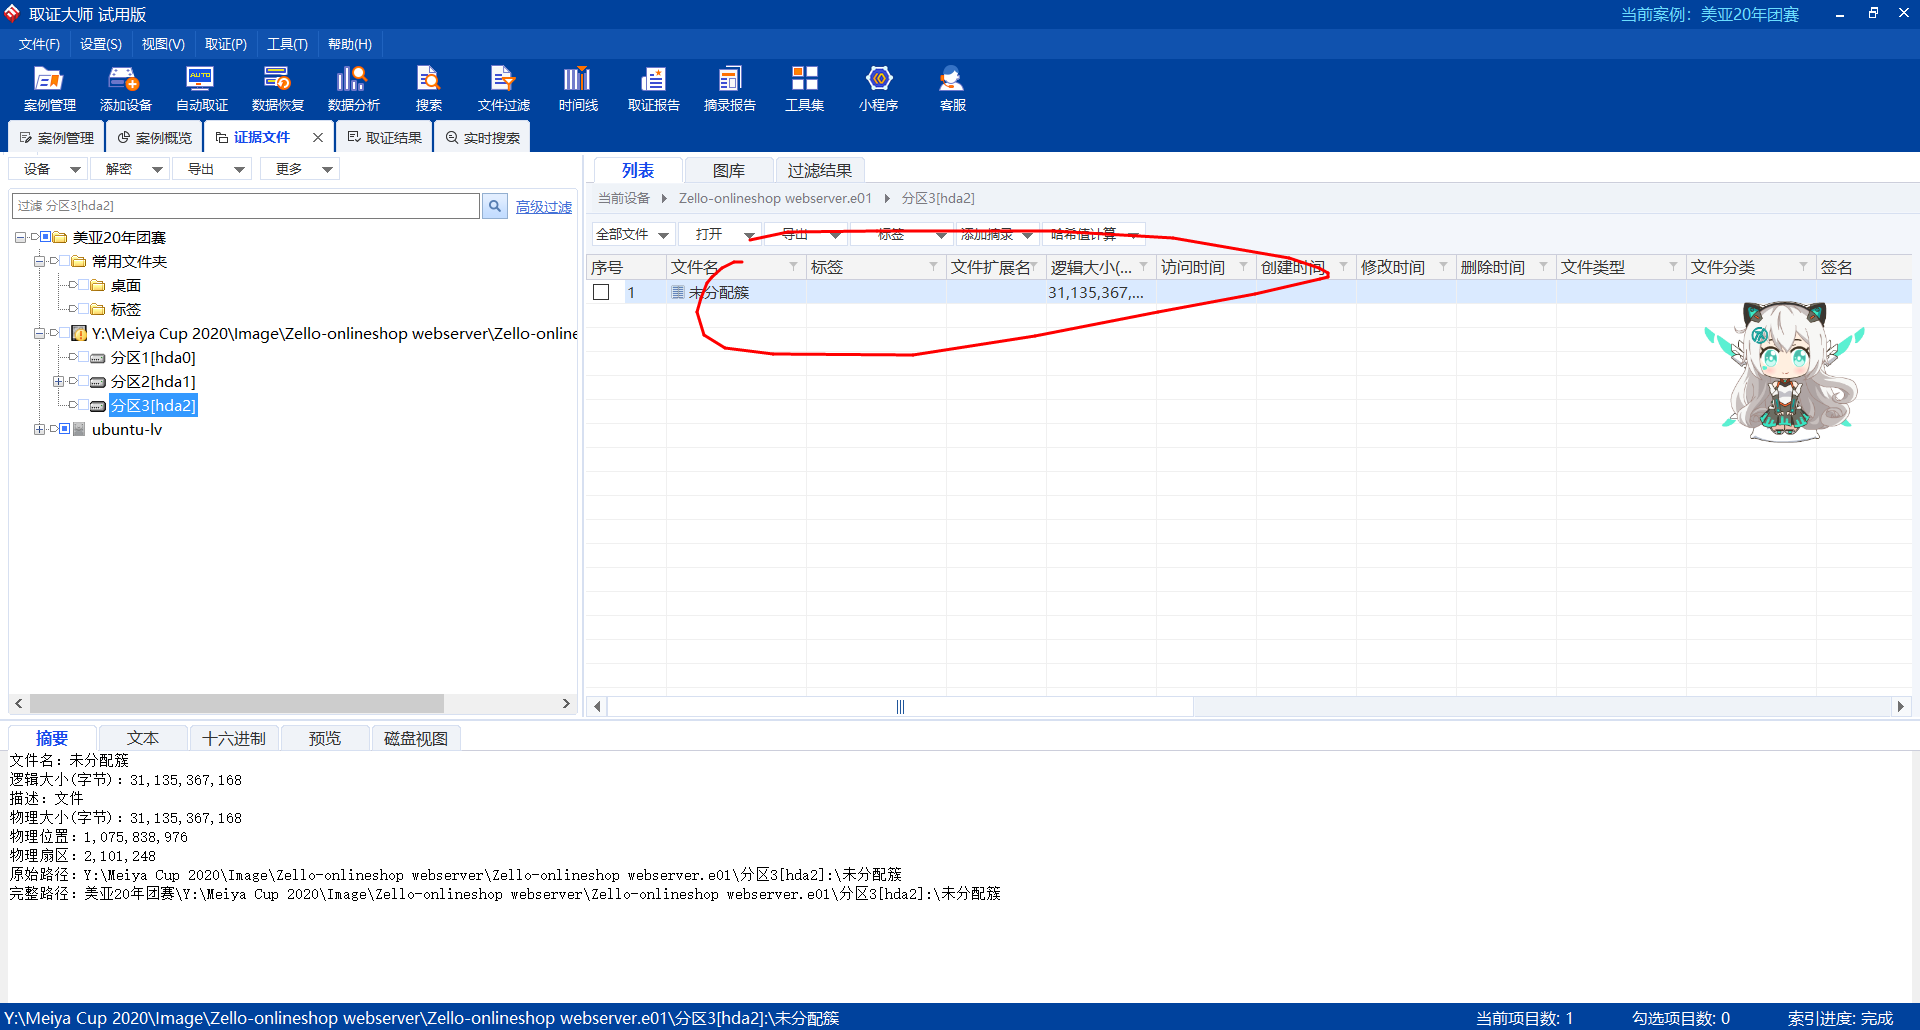 取证大师 试用版
当前案例：美亚20年团赛
文件(F) 设置(S) 视图(V) 取证(P) 工具(T) 帮助(H)
案例管理 添加设备 自动取证 数据恢复 数据分析 搜索 文件过滤 时间线 取证报告 摘录报告 工具集 小程序 客服
案例管理 案例概览 证据文件 取证结果 实时搜索
设备 解密 导出 更多
过滤 分区3[hda2]
高级过滤
美亚20年团赛
常用文件夹
桌面
标签
Y:\Meiya Cup 2020\Image\Zello-onlineshop webserver\Zello-online
分区1[hda0]
分区2[hda1]
分区3[hda2]
ubuntu-lv
列表 图库 过滤结果
当前设备 Zello-onlineshop webserver.e01 分区3[hda2]
全部文件 打开 导出 标签 添加摘录 哈希值计算
序号 文件名 标签 文件扩展名 逻辑大小(... 访问时间 创建时间 修改时间 删除时间 文件类型 文件分类 签名
1 未分配簇 31,135,367,...
摘要 文本 十六进制 预览 磁盘视图
文件名：未分配簇
逻辑大小(字节)：31,135,367,168
描述：文件
物理大小(字节)：31,135,367,168
物理位置：1,075,838,976
物理扇区：2,101,248
原始路径：Y:\Meiya Cup 2020\Image\Zello-onlineshop webserver\Zello-onlineshop webserver.e01\分区3[hda2]:\未分配簇
完整路径：美亚20年团赛\Y:\Meiya Cup 2020\Image\Zello-onlineshop webserver\Zello-onlineshop webserver.e01\分区3[hda2]:\未分配簇
Y:\Meiya Cup 2020\Image\Zello-onlineshop webserver\Zello-onlineshop webserver.e01\分区3[hda2]:\未分配簇
当前项目数: 1 勾选项目数: 0 索引进度: 完成